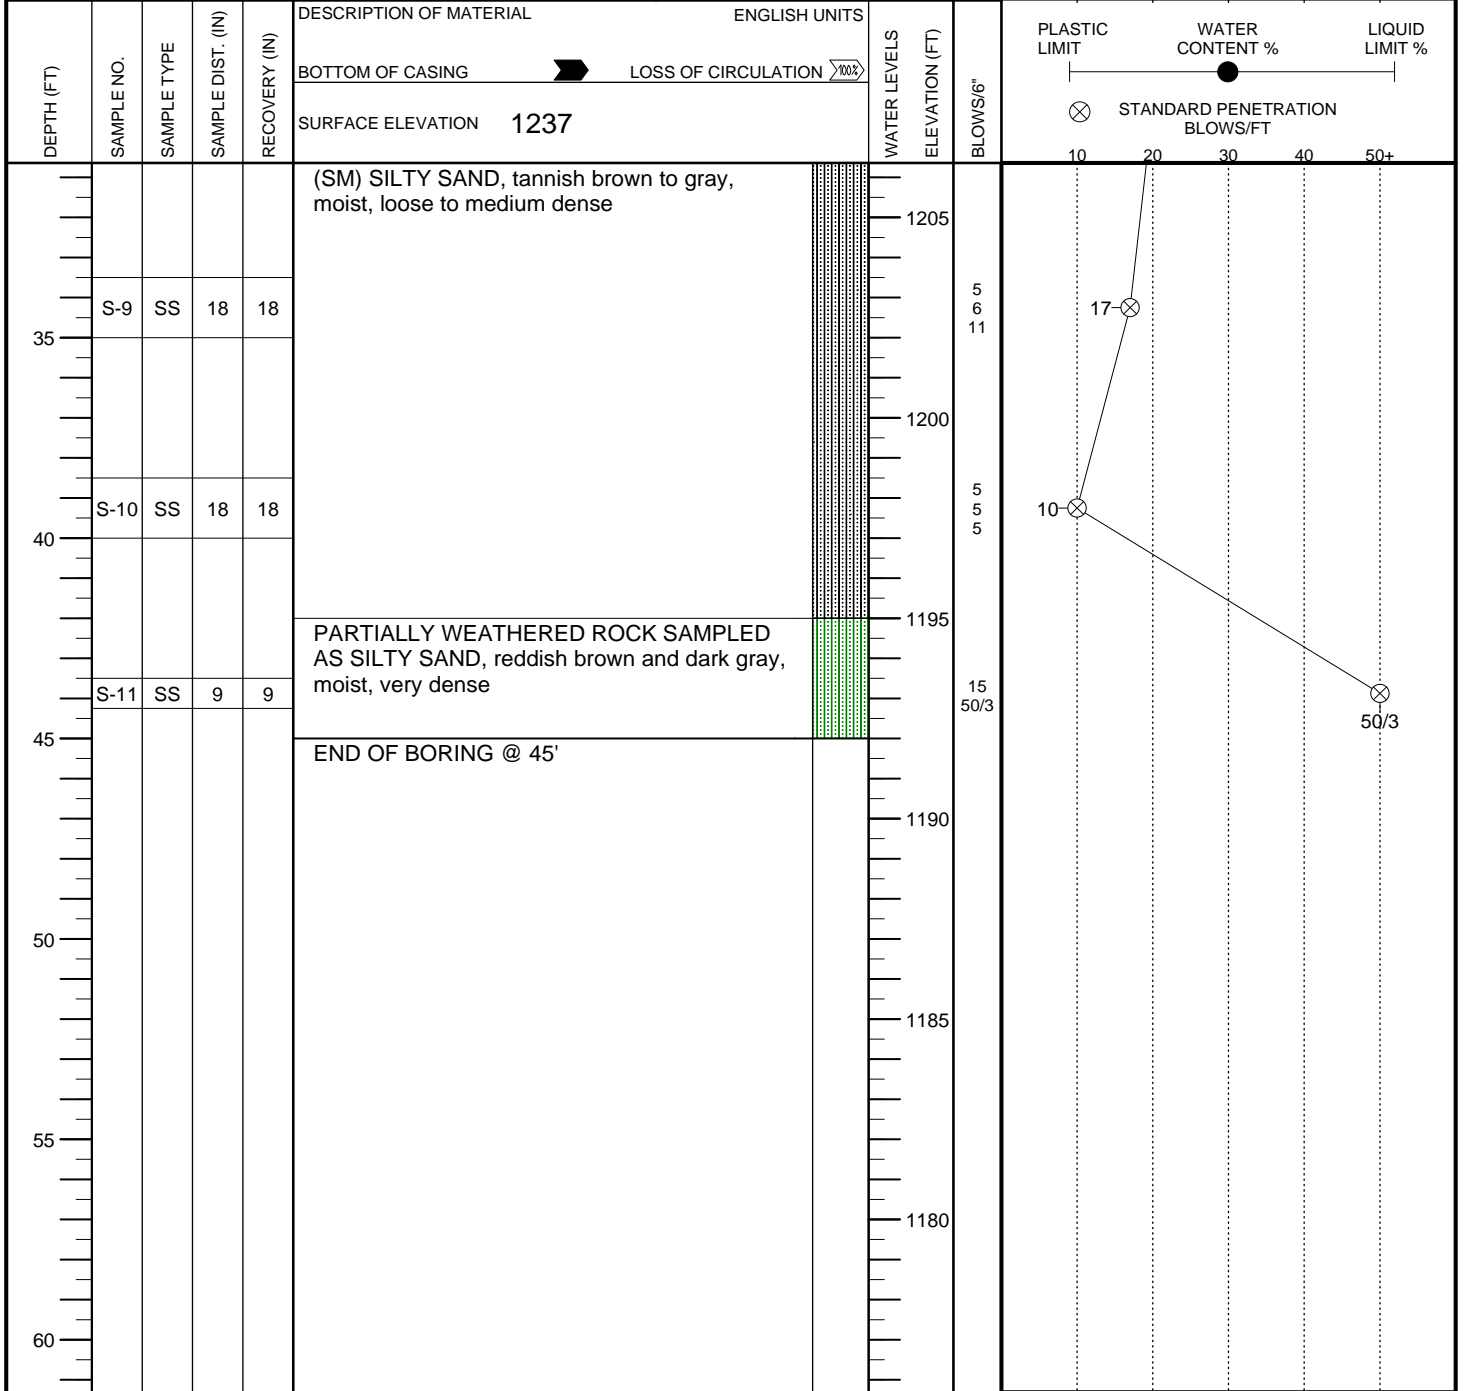 DEPTH (FT)
SAMPLE NO.
SAMPLE TYPE
SAMPLE DIST. (IN)
RECOVERY (IN)
DESCRIPTION OF MATERIAL ENGLISH UNITS
BOTTOM OF CASING LOSS OF CIRCULATION 100%
SURFACE ELEVATION 1237
WATER LEVELS
ELEVATION (FT)
BLOWS/6"
PLASTIC LIMIT
WATER CONTENT %
LIQUID LIMIT %
STANDARD PENETRATION
BLOWS/FT
10 20 30 40 50+
(SM) SILTY SAND, tannish brown to gray,
moist, loose to medium dense
1205
S-9 SS 18 18
5
6
11
17
35
1200
S-10 SS 18 18
5
5
5
10
40
1195
PARTIALLY WEATHERED ROCK SAMPLED
AS SILTY SAND, reddish brown and dark gray,
moist, very dense
S-11 SS 9 9
15
50/3
50/3
45
END OF BORING @ 45'
1190
50
1185
55
1180
60